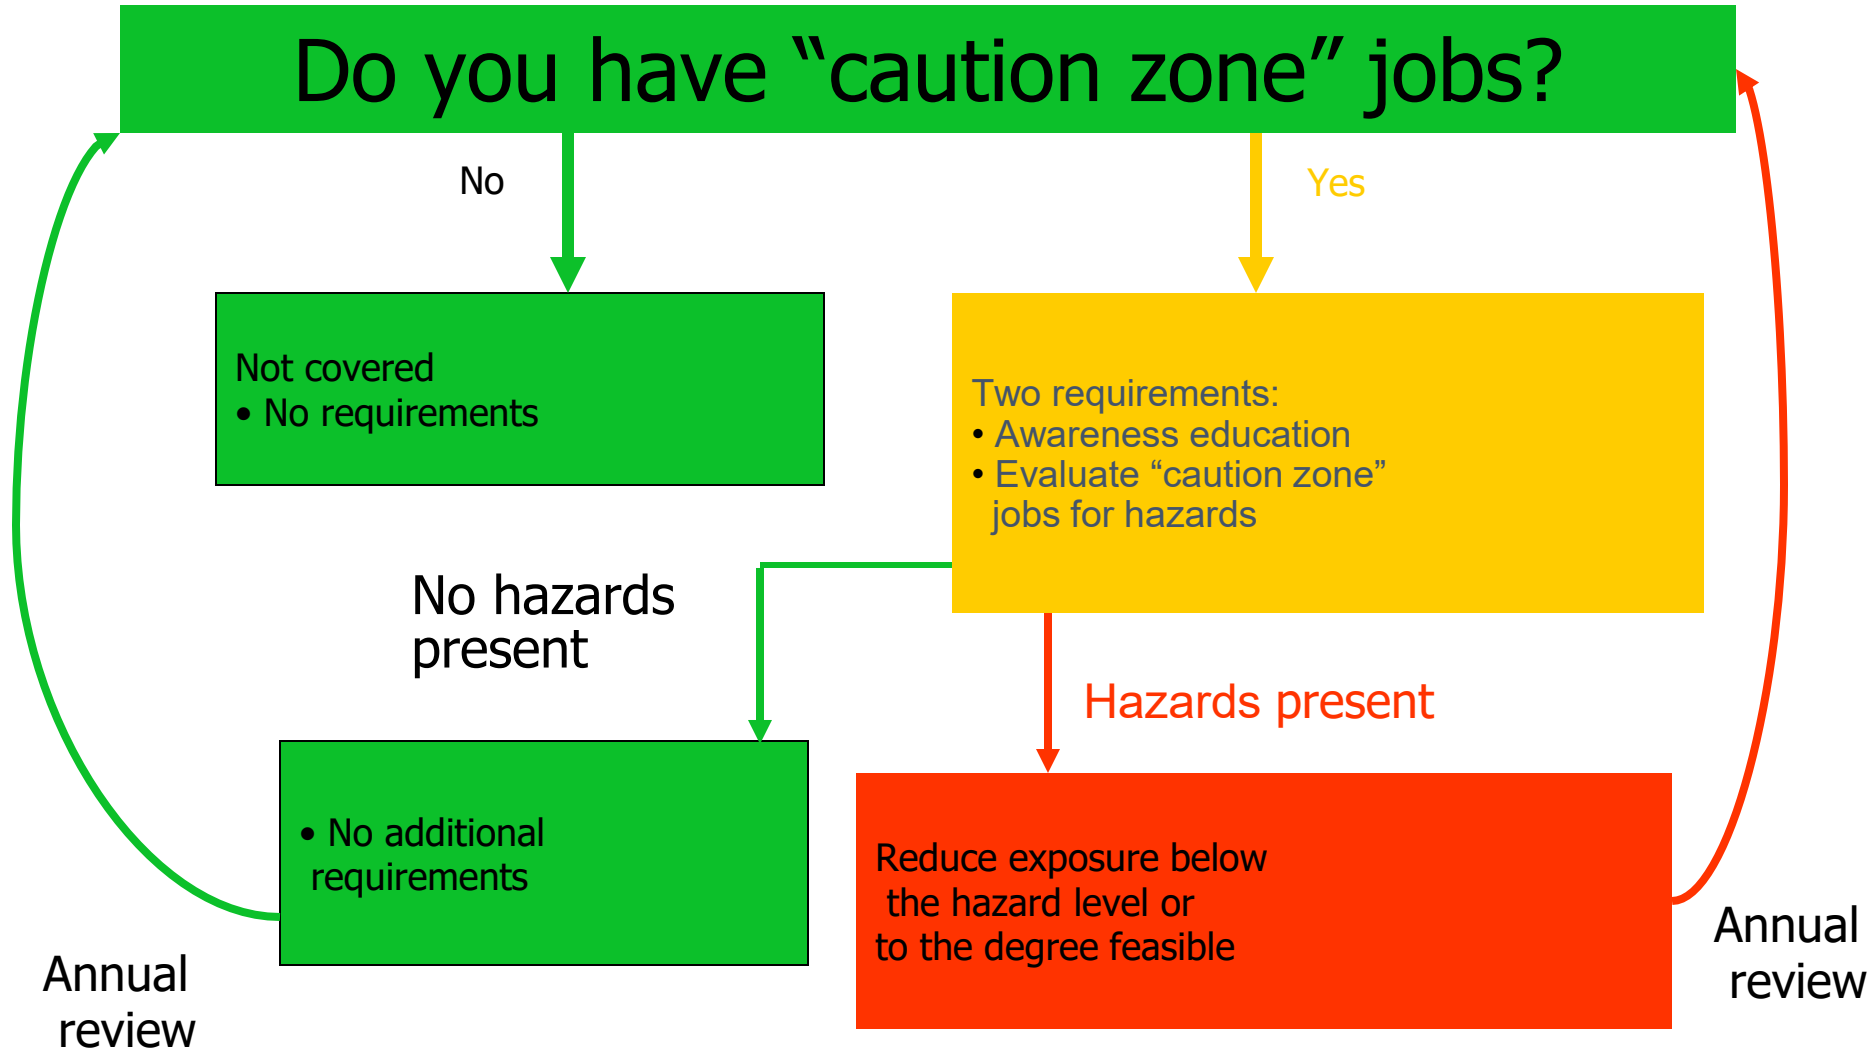 Do you have “caution zone” jobs?
No
Yes
Not covered
• No requirements
Two requirements:
• Awareness education
• Evaluate “caution zone”
jobs for hazards
No hazards
present
Hazards present
• No additional
requirements
Reduce exposure below
the hazard level or
to the degree feasible
Annual
review
Annual
review